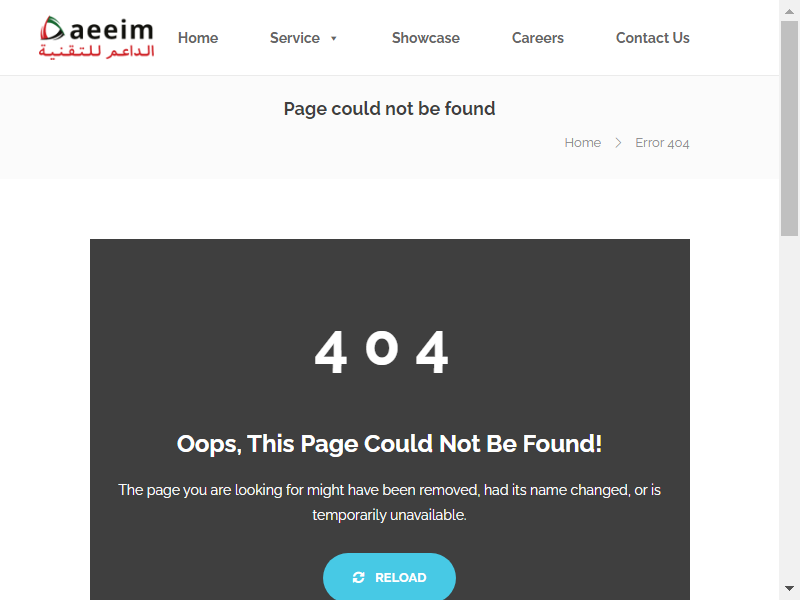 Daeeim
الداعم للتقنية
Home
Service
Showcase
Careers
Contact Us
Page could not be found
Home
Error 404
404
Oops, This Page Could Not Be Found!
The page you are looking for might have been removed, had its name changed, or is
temporarily unavailable.
RELOAD